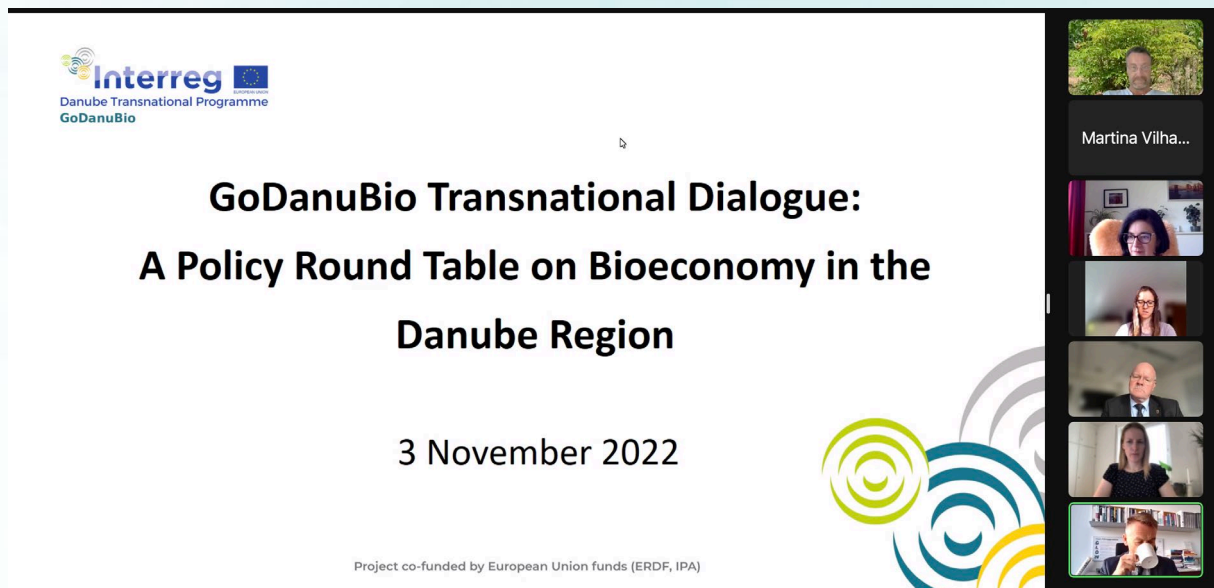 Interreg
EUROPEAN UNION
Danube Transnational Programme
GoDanuBio
GoDanuBio Transnational Dialogue:
A Policy Round Table on Bioeconomy in the
Danube Region
3 November 2022
Project co-funded by European Union funds (ERDF, IPA)
Martina Vilha...